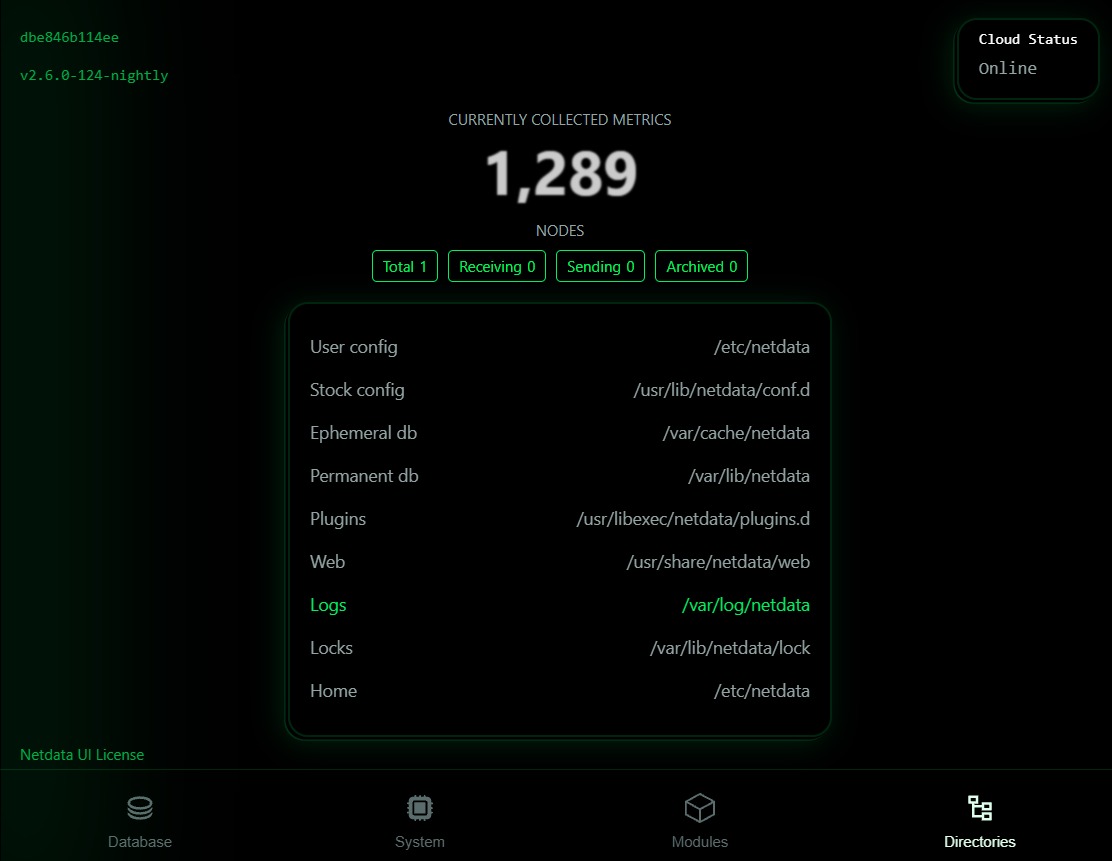 dbe846b114ee
v2.6.0-124-nightly
Cloud Status
Online
CURRENTLY COLLECTED METRICS
1,289
NODES
Total 1 Receiving 0 Sending 0 Archived 0
User config /etc/netdata
Stock config /usr/lib/netdata/conf.d
Ephemeral db /var/cache/netdata
Permanent db /var/lib/netdata
Plugins /usr/libexec/netdata/plugins.d
Web /usr/share/netdata/web
Logs /var/log/netdata
Locks /var/lib/netdata/lock
Home /etc/netdata
Netdata UI License
Database System Modules Directories